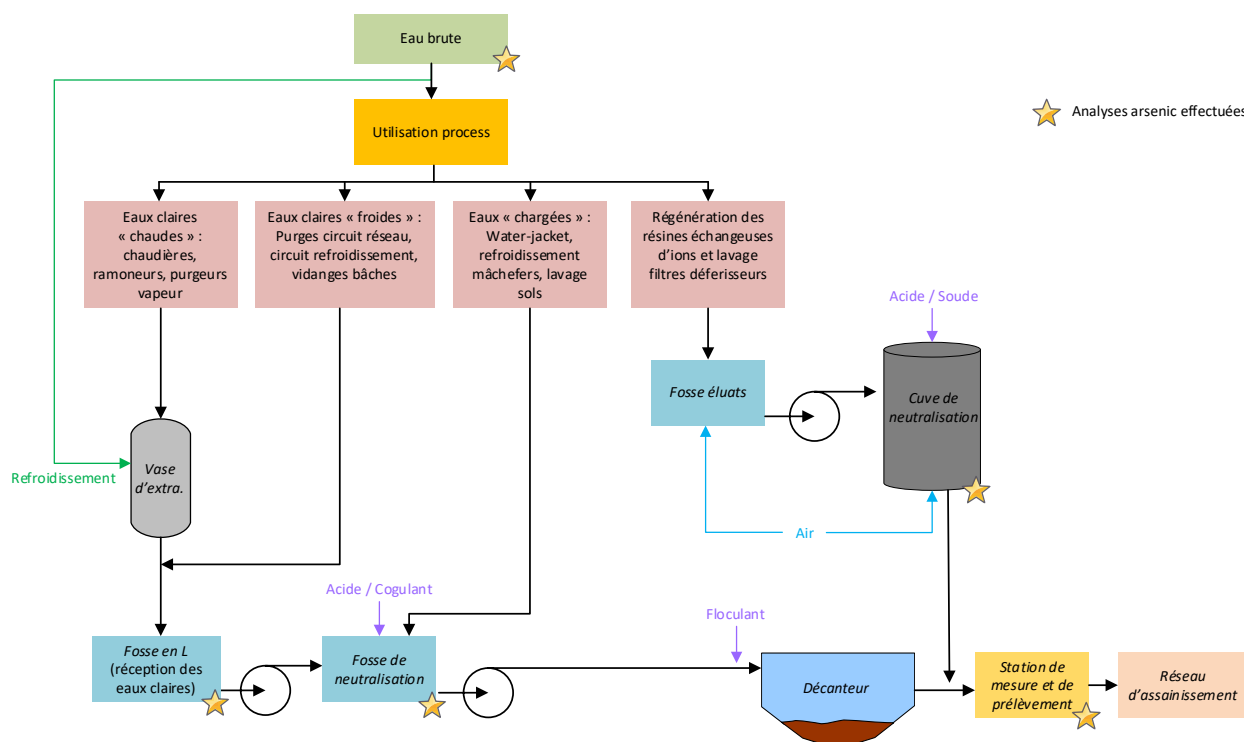 Eau brute
Analyses arsenic effectuées
Utilisation process
Eaux claires
« chaudes » :
chaudières,
ramoneurs, purgeurs
vapeur
Eaux claires « froides » :
Purges circuit réseau,
circuit refroidissement,
vidanges bâches
Eaux « chargées » :
Water-jacket,
refroidissement
mâchefers, lavage
sols
Régénération des
résines échangeuses
d'ions et lavage
filtres déferisseurs
Acide / Soude
Fosse éluats
Cuve de
neutralisation
Refroidissement
Vase
d'extra.
Air
Acide / Cogulant
Floculant
Fosse en L
(réception des
eaux claires)
Fosse de
neutralisation
Décanteur
Station de
mesure et de
prélèvement
Réseau
d'assainissement